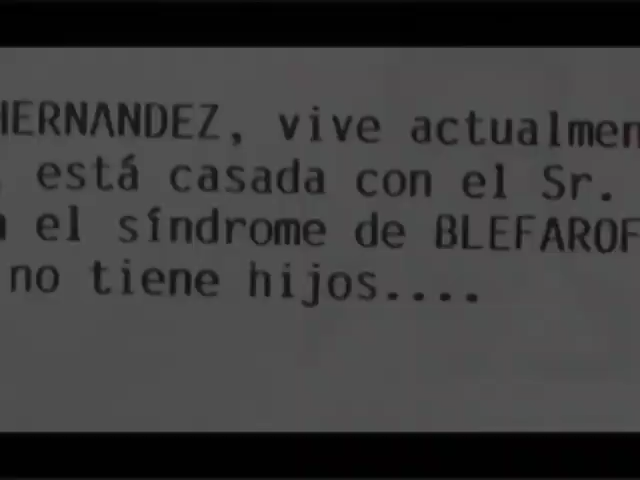 HERNANDEZ, vive actualmen
está casada con el Sr.
el síndrome de BLEFAROF
no tiene hijos....